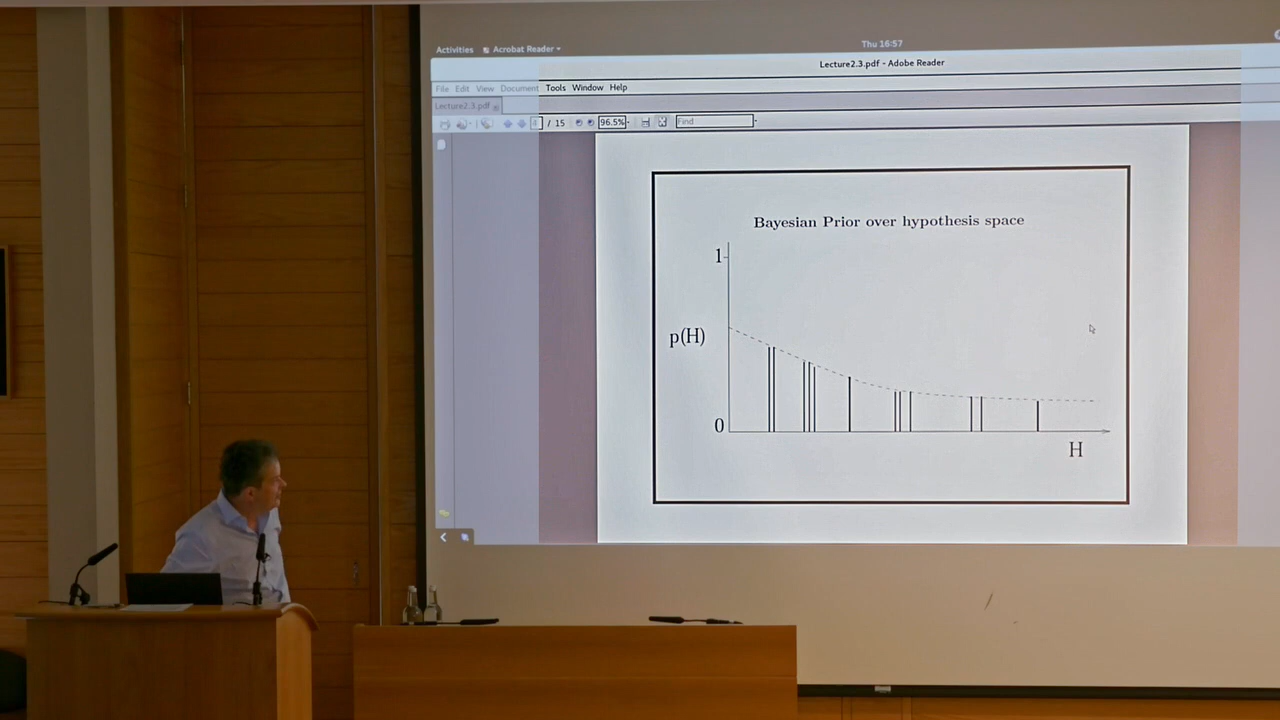 Activities Acrobat Reader Thu 16:57
Lecture2.3.pdf - Adobe Reader
File Edit View Document Tools Window Help
Lecture2.3.pdf
/ 15 96.5% Find
Bayesian Prior over hypothesis space
1
p(H)
0
H